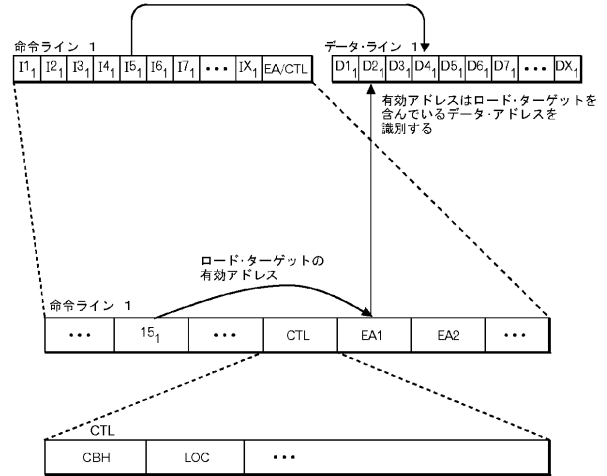 命令ライン 1
I1₁ I2₁ I3₁ I4₁ I5₁ I6₁ I7₁ ••• IX₁ EA/CTL
データ・ライン 1
D1₁ D2₁ D3₁ D4₁ D5₁ D6₁ D7₁ ••• DX₁
有効アドレスはロード・ターゲットを
含んでいるデータ・アドレスを
識別する
ロード・ターゲットの
有効アドレス
命令ライン 1
••• 15₁ ••• CTL EA1 EA2 •••
CTL
CBH LOC •••